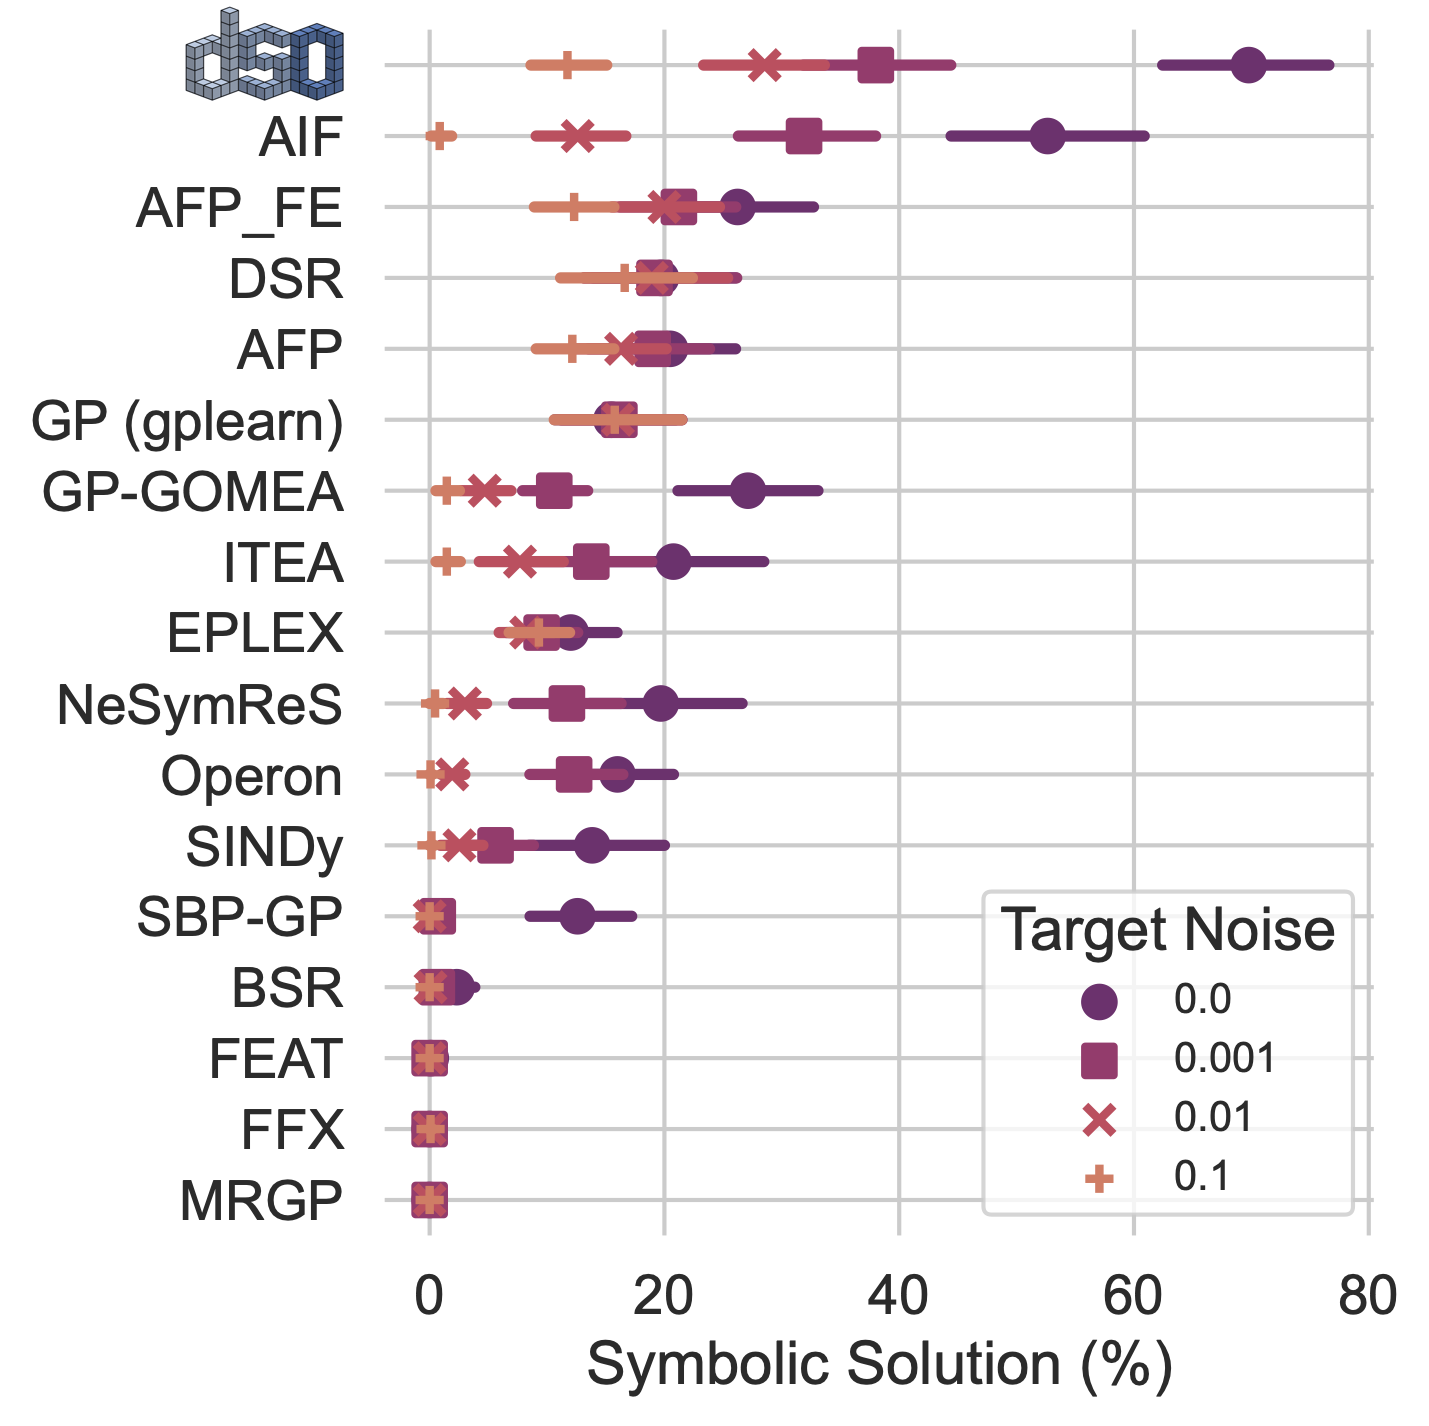 dso
AIF
AFP_FE
DSR
AFP
GP (gplearn)
GP-GOMEA
ITEA
EPLEX
NeSymReS
Operon
SINDy
SBP-GP
BSR
FEAT
FFX
MRGP
Target Noise
0.0
0.001
0.01
0.1
0 20 40 60 80
Symbolic Solution (%)